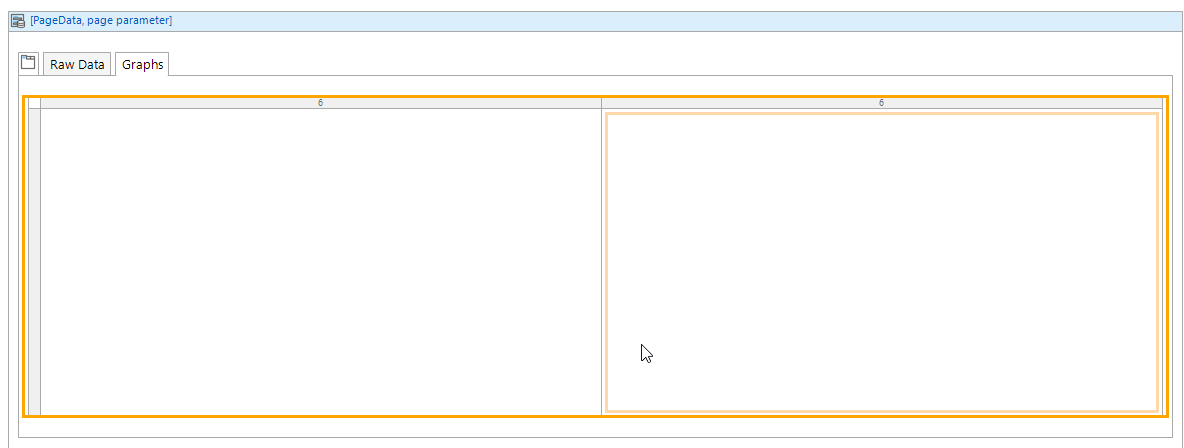 [PageData, page parameter]
Raw Data Graphs
6 6